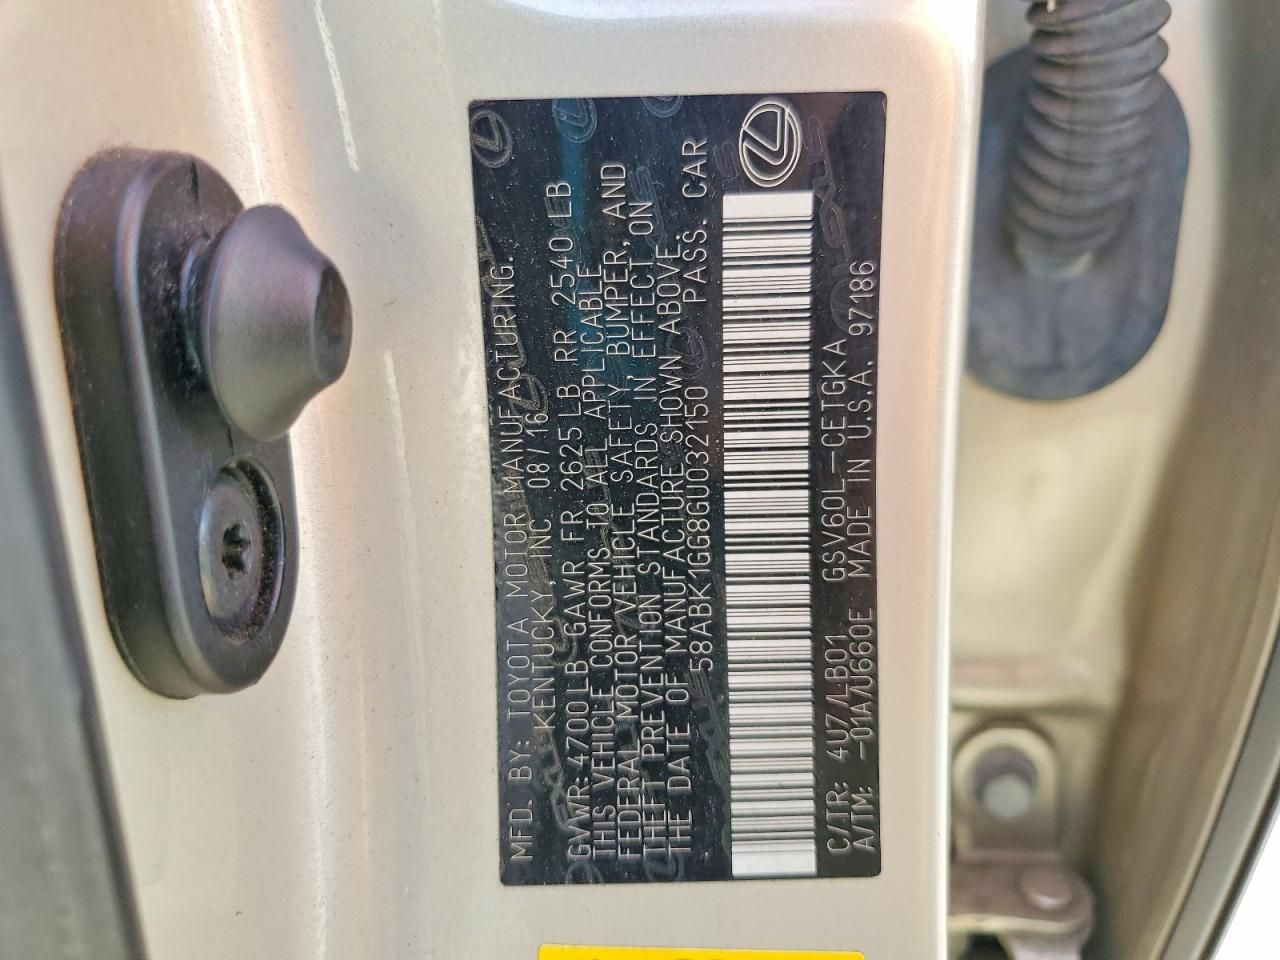 MFD. BY: TOYOTA MOTOR MANUFACTURING.
KENTUCKY, INC 08/16
GVWR: 4700 LB GAWR FR 2625 LB RR 2540 LB
THIS VEHICLE CONFORMS TO ALL APPLICABLE
FEDERAL MOTOR VEHICLE SAFETY, BUMPER, AND
THEFT PREVENTION STANDARDS IN EFFECT ON
THE DATE OF MANUFACTURE SHOWN ABOVE.
58ABK1GG8GU032150 PASS. CAR
C/TR: 4U7/LB01 GSV60L-CETGKA
A/TM: -01A/U660E MADE IN U.S.A. 97186